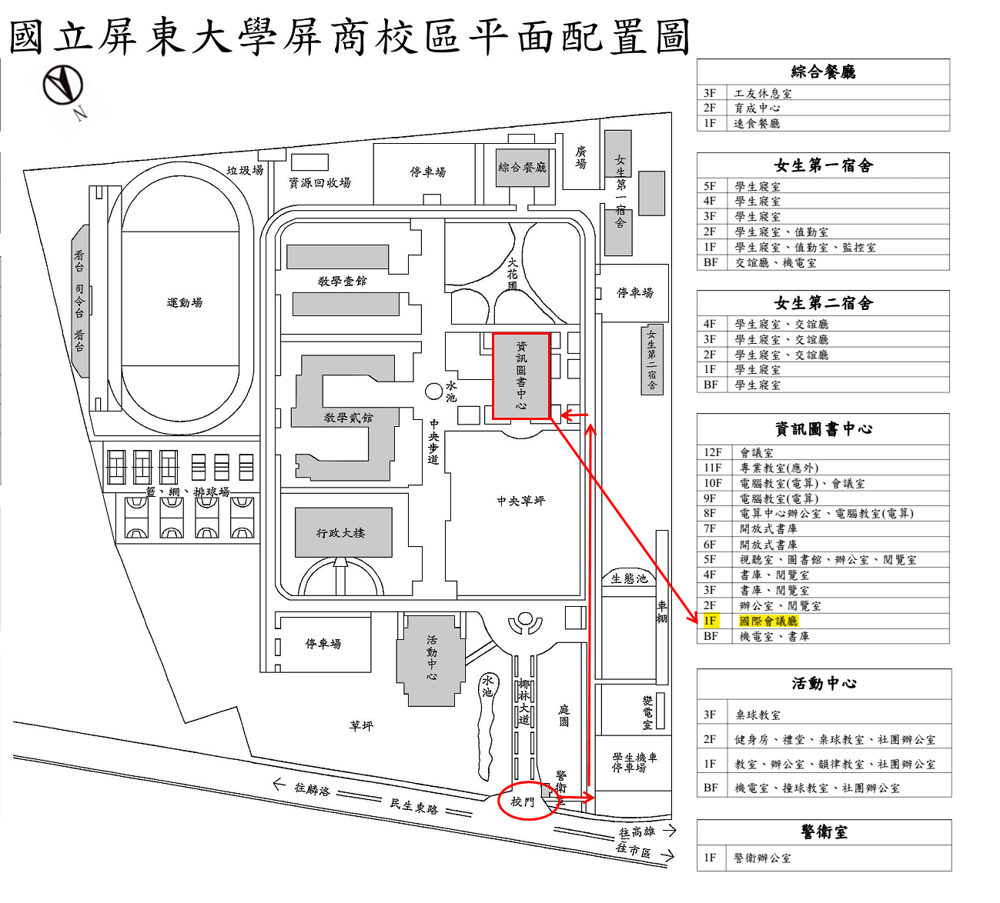 國立屏東大學屏商校區平面配置圖
N
垃圾場
資源回收場
停車場
綜合餐廳
廣場
女生第一宿舍
看台
司令台
看台
運動場
教學壹館
大花圃
停車場
資訊圖書中心
女生第二宿舍
水池
教學貳館
中央步道
籃、網、排球場
中央草坪
行政大樓
生態池
車棚
停車場
活動中心
水池
椰林大道
庭園
變電室
草坪
學生機車
停車場
警衛室
校門
往麟洛
民生東路
往高雄
往市區
綜合餐廳
3F 工友休息室
2F 育成中心
1F 速食餐廳
女生第一宿舍
5F 學生寢室
4F 學生寢室
3F 學生寢室
2F 學生寢室、值勤室
1F 學生寢室、值勤室、監控室
BF 交誼廳、機電室
女生第二宿舍
4F 學生寢室、交誼廳
3F 學生寢室、交誼廳
2F 學生寢室、交誼廳
1F 學生寢室
BF 學生寢室
資訊圖書中心
12F 會議室
11F 專業教室(應外)
10F 電腦教室(電算)、會議室
9F 電腦教室(電算)
8F 電算中心辦公室、電腦教室(電算)
7F 開放式書庫
6F 開放式書庫
5F 視聽室、圖書館、辦公室、閱覽室
4F 書庫、閱覽室
3F 書庫、閱覽室
2F 辦公室、閱覽室
1F 國際會議廳
BF 機電室、書庫
活動中心
3F 桌球教室
2F 健身房、禮堂、桌球教室、社團辦公室
1F 教室、辦公室、韻律教室、社團辦公室
BF 機電室、撞球教室、社團辦公室
警衛室
1F 警衛辦公室